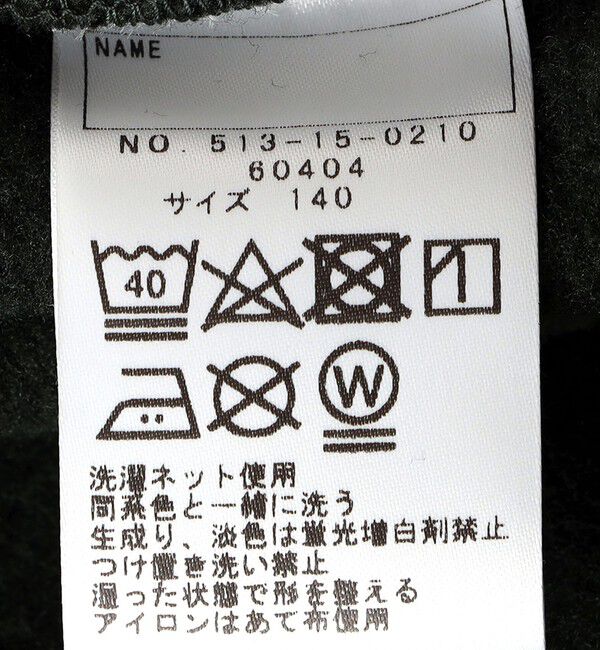 NAME
NO. 513-15-0210
60404
サイズ 140
40
W
洗濯ネット使用
同系色と一緒に洗う
生成り、淡色は蛍光増白剤禁止
つけ置き洗い禁止
湿った状態で形を整える
アイロンはあて布使用